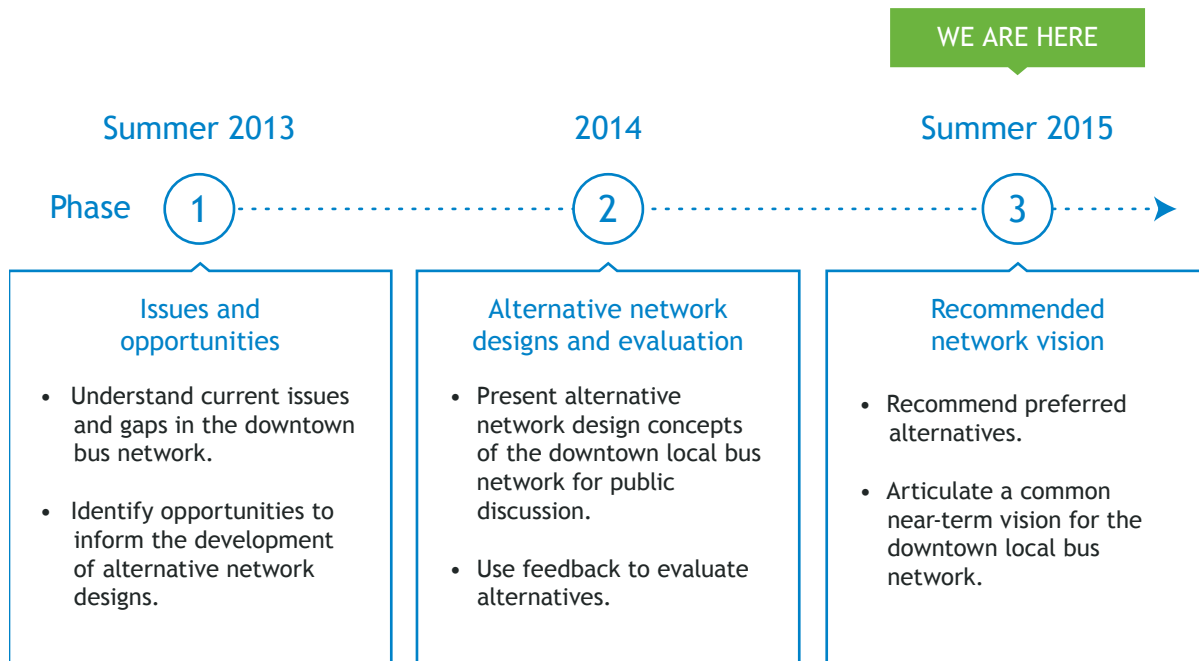 WE ARE HERE
Summer 2013
2014
Summer 2015
Phase
1
2
3
Issues and
opportunities
• Understand current issues
and gaps in the downtown
bus network.
• Identify opportunities to
inform the development
of alternative network
designs.
Alternative network
designs and evaluation
• Present alternative
network design concepts
of the downtown local bus
network for public
discussion.
• Use feedback to evaluate
alternatives.
Recommended
network vision
• Recommend preferred
alternatives.
• Articulate a common
near-term vision for the
downtown local bus
network.